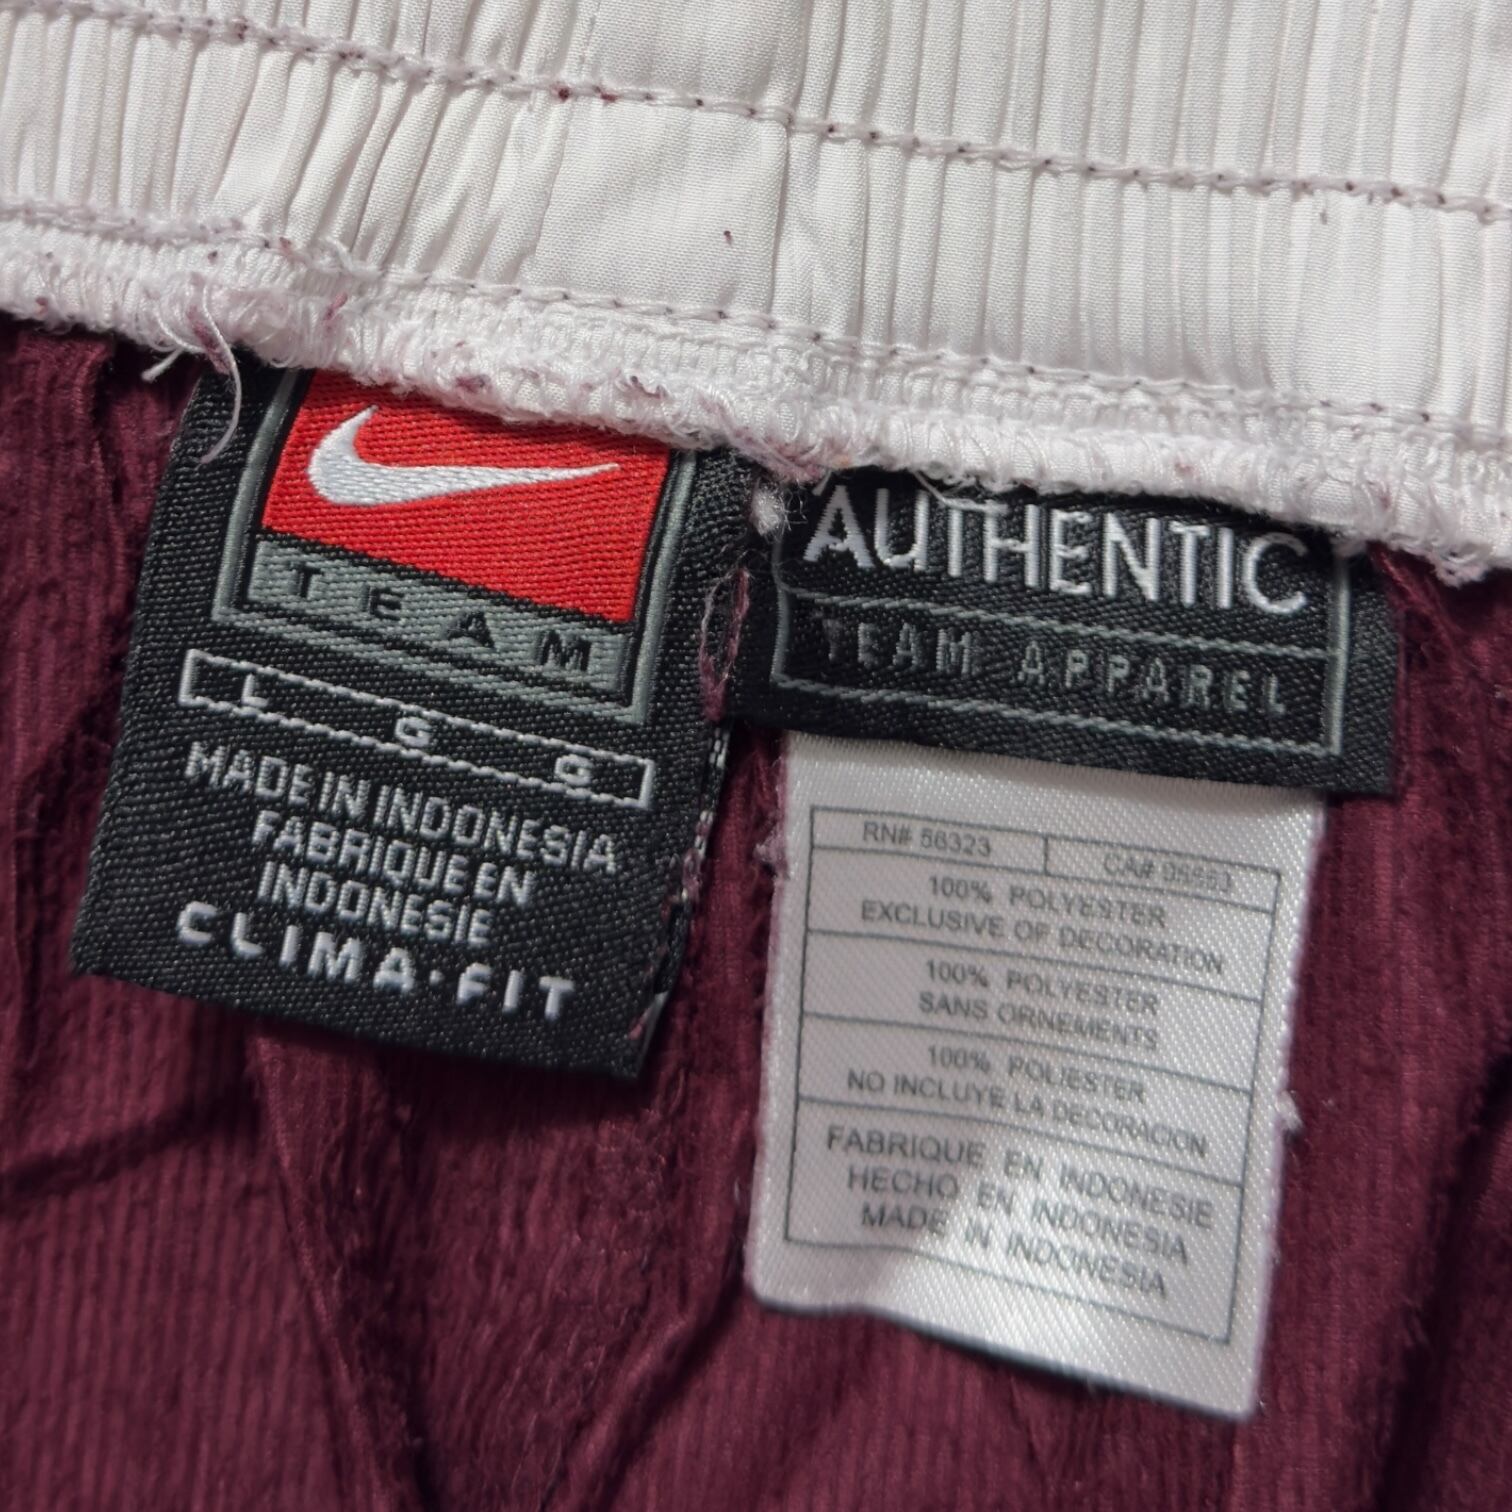 TEAM
L G G
MADE IN INDONESIA
FABRIQUE EN
INDONESIE
CLIMA·FIT
AUTHENTIC
TEAM APPAREL
RN# 56323 CA# 05553
100% POLYESTER
EXCLUSIVE OF DECORATION
100% POLYESTER
SANS ORNEMENTS
100% POLIESTER
NO INCLUYE LA DECORACION
FABRIQUE EN INDONESIE
HECHO EN INDONESIA
MADE IN INDONESIA